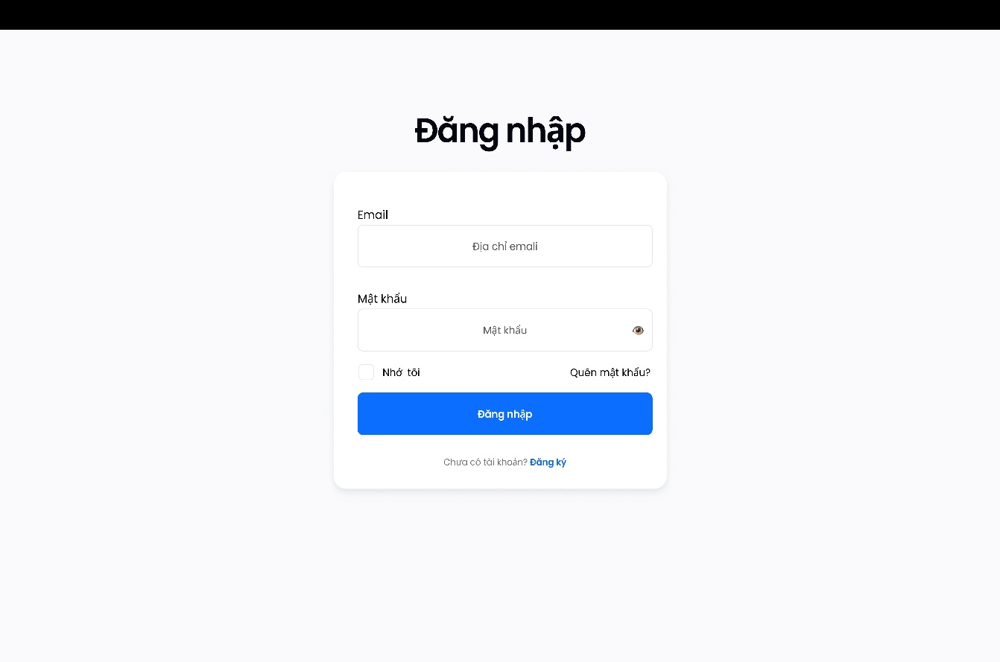 Đăng nhập
Email
Địa chỉ emali
Mật khẩu
Mật khẩu
Nhớ tôi
Quên mật khẩu?
Đăng nhập
Chưa có tài khoản? Đăng ký